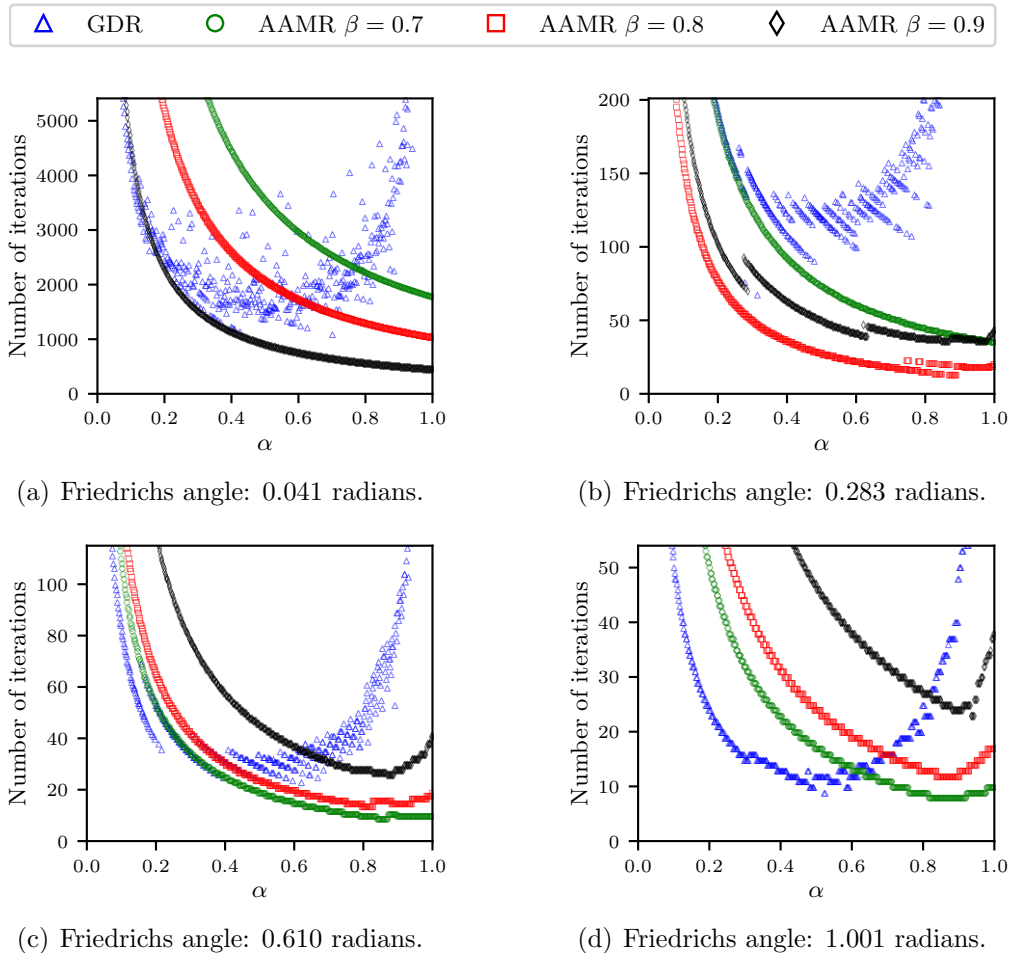 GDR AAMR β = 0.7 AAMR β = 0.8 AAMR β = 0.9
Number of iterations
5000
4000
3000
2000
1000
0
0.0 0.2 0.4 0.6 0.8 1.0
α
(a) Friedrichs angle: 0.041 radians.
Number of iterations
200
150
100
50
0
0.0 0.2 0.4 0.6 0.8 1.0
α
(b) Friedrichs angle: 0.283 radians.
Number of iterations
100
80
60
40
20
0
0.0 0.2 0.4 0.6 0.8 1.0
α
(c) Friedrichs angle: 0.610 radians.
Number of iterations
50
40
30
20
10
0
0.0 0.2 0.4 0.6 0.8 1.0
α
(d) Friedrichs angle: 1.001 radians.